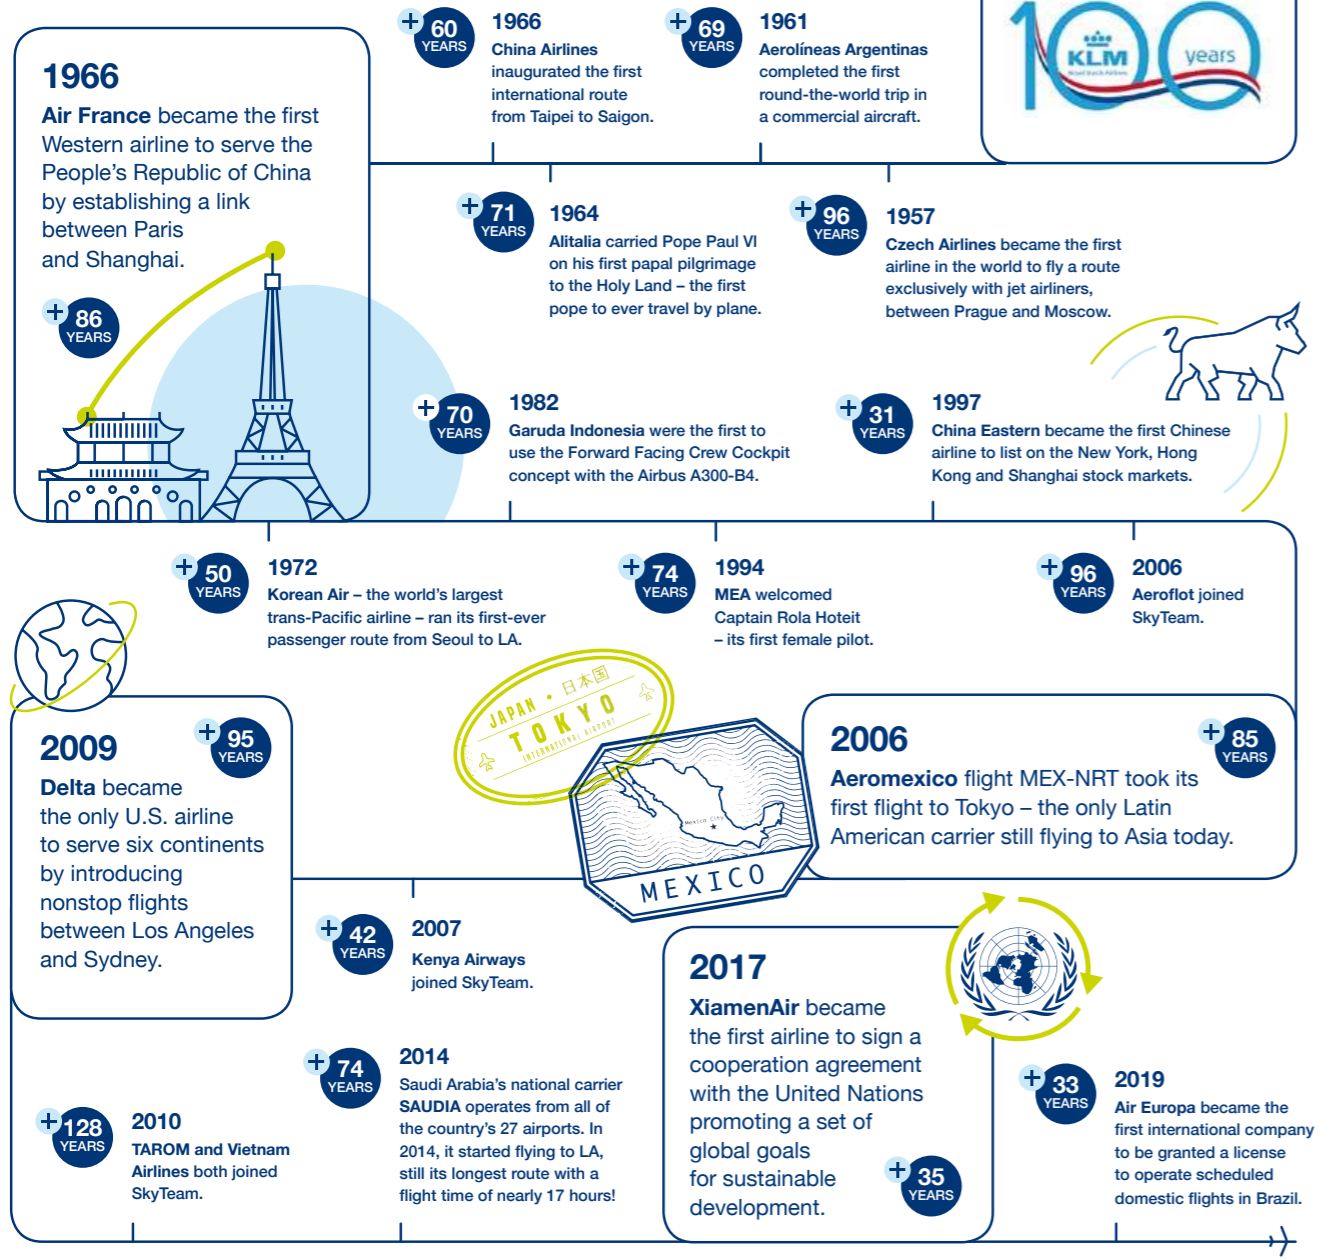 1966
Air France became the first
Western airline to serve the
People's Republic of China
by establishing a link
between Paris
and Shanghai.
+
86
YEARS
+
60
YEARS
1966
China Airlines
inaugurated the first
international route
from Taipei to Saigon.
+
69
YEARS
1961
Aerolíneas Argentinas
completed the first
round-the-world trip in
a commercial aircraft.
100
KLM
Royal Dutch Airlines
years
+
71
YEARS
1964
Alitalia carried Pope Paul VI
on his first papal pilgrimage
to the Holy Land – the first
pope to ever travel by plane.
+
96
YEARS
1957
Czech Airlines became the first
airline in the world to fly a route
exclusively with jet airliners,
between Prague and Moscow.
+
70
YEARS
1982
Garuda Indonesia were the first to
use the Forward Facing Crew Cockpit
concept with the Airbus A300-B4.
+
31
YEARS
1997
China Eastern became the first Chinese
airline to list on the New York, Hong
Kong and Shanghai stock markets.
+
50
YEARS
1972
Korean Air – the world's largest
trans-Pacific airline – ran its first-ever
passenger route from Seoul to LA.
+
74
YEARS
1994
MEA welcomed
Captain Rola Hoteit
– its first female pilot.
+
96
YEARS
2006
Aeroflot joined
SkyTeam.
+
95
YEARS
2009
Delta became
the only U.S. airline
to serve six continents
by introducing
nonstop flights
between Los Angeles
and Sydney.
JAPAN • 日本国
TOKYO
INTERNATIONAL AIRPORT
Mexico City
MEXICO
+
85
YEARS
2006
Aeromexico flight MEX-NRT took its
first flight to Tokyo – the only Latin
American carrier still flying to Asia today.
+
42
YEARS
2007
Kenya Airways
joined SkyTeam.
2017
XiamenAir became
the first airline to sign a
cooperation agreement
with the United Nations
promoting a set of
global goals
for sustainable
development.
+
35
YEARS
+
128
YEARS
2010
TAROM and Vietnam
Airlines both joined
SkyTeam.
+
74
YEARS
2014
Saudi Arabia's national carrier
SAUDIA operates from all of
the country's 27 airports. In
2014, it started flying to LA,
still its longest route with a
flight time of nearly 17 hours!
+
33
YEARS
2019
Air Europa became the
first international company
to be granted a license
to operate scheduled
domestic flights in Brazil.